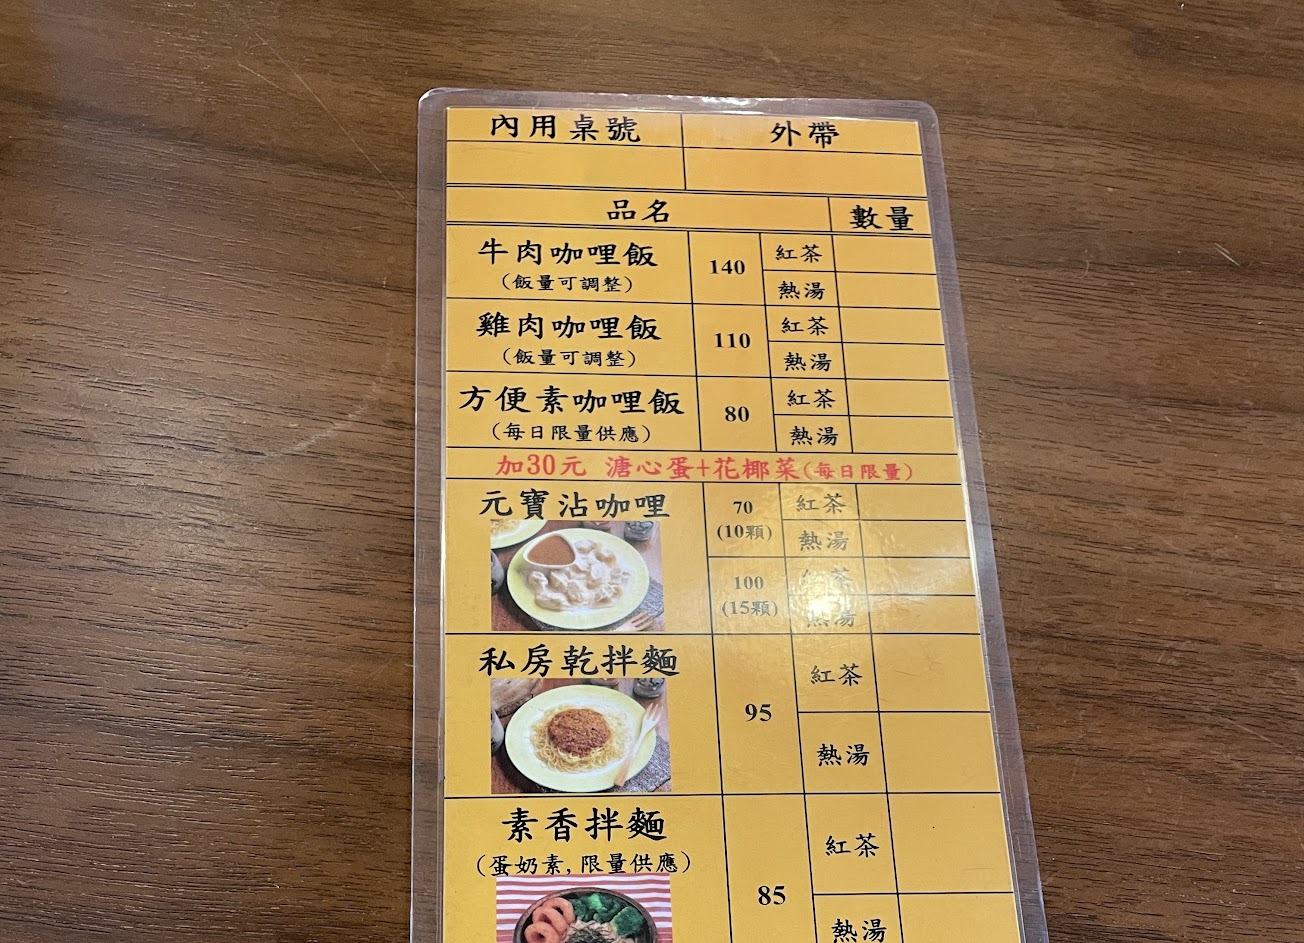 內用桌號 外帶
品名 數量
牛肉咖哩飯 140 紅茶
(飯量可調整) 熱湯
雞肉咖哩飯 110 紅茶
(飯量可調整) 熱湯
方便素咖哩飯 80 紅茶
(每日限量供應) 熱湯
加30元 溏心蛋+花椰菜(每日限量)
元寶沾咖哩 70 紅茶
(10顆) 熱湯
100 紅茶
(15顆) 熱湯
私房乾拌麵 95 紅茶
熱湯
素香拌麵 85 紅茶
(蛋奶素,限量供應)
熱湯